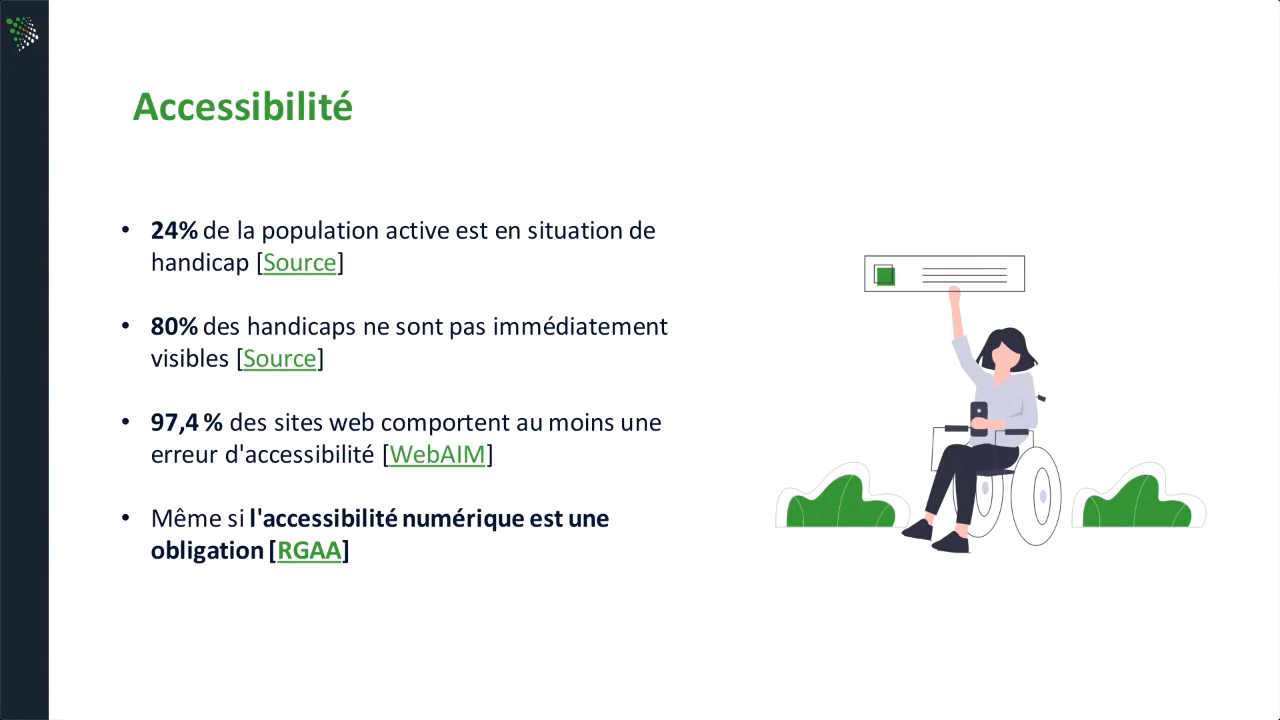 Accessibilité
• 24% de la population active est en situation de
handicap [Source]
• 80% des handicaps ne sont pas immédiatement
visibles [Source]
• 97,4 % des sites web comportent au moins une
erreur d'accessibilité [WebAIM]
• Même si l'accessibilité numérique est une
obligation [RGAA]